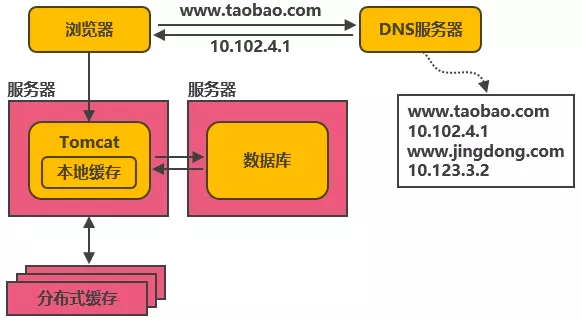 浏览器
www.taobao.com
10.102.4.1
DNS服务器
服务器
服务器
Tomcat
本地缓存
数据库
www.taobao.com
10.102.4.1
www.jingdong.com
10.123.3.2
分布式缓存